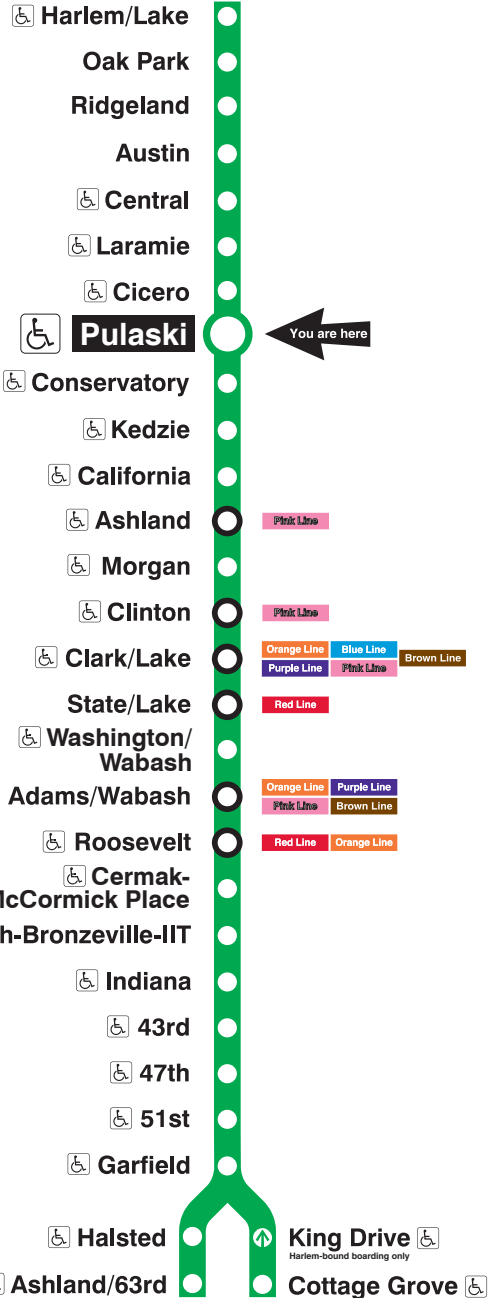 Harlem/Lake
Oak Park
Ridgeland
Austin
Central
Laramie
Cicero
Pulaski
You are here
Conservatory
Kedzie
California
Ashland
Pink Line
Morgan
Clinton
Pink Line
Clark/Lake
Orange Line Blue Line
Brown Line
Purple Line Pink Line
State/Lake
Red Line
Washington/
Wabash
Adams/Wabash
Orange Line Purple Line
Pink Line Brown Line
Roosevelt
Red Line Orange Line
Cermak-
McCormick Place
h-Bronzeville-IIT
Indiana
43rd
47th
51st
Garfield
Halsted
King Drive
Harlem-bound boarding only
Ashland/63rd
Cottage Grove